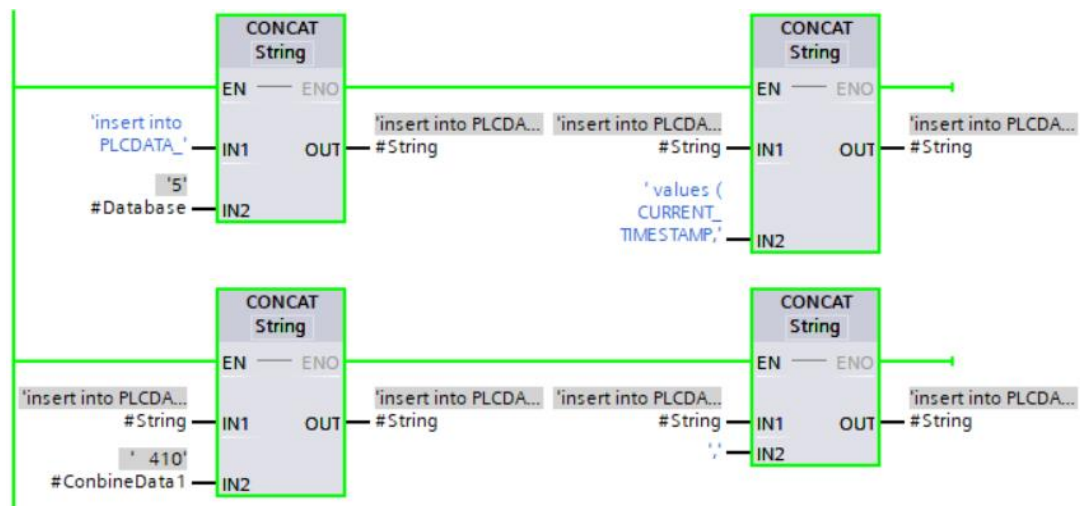 CONCAT
String
EN ENO
'insert into
PLCDATA_'
IN1 OUT
'insert into PLCDA...
#String
'5'
#Database
IN2
CONCAT
String
EN ENO
'insert into PLCDA...
#String
IN1 OUT
'insert into PLCDA...
#String
' values (
CURRENT_
TIMESTAMP,'
IN2
CONCAT
String
EN ENO
'insert into PLCDA...
#String
IN1 OUT
'insert into PLCDA...
#String
' 410'
#ConbineData1
IN2
CONCAT
String
EN ENO
'insert into PLCDA...
#String
IN1 OUT
'insert into PLCDA...
#String
','
IN2